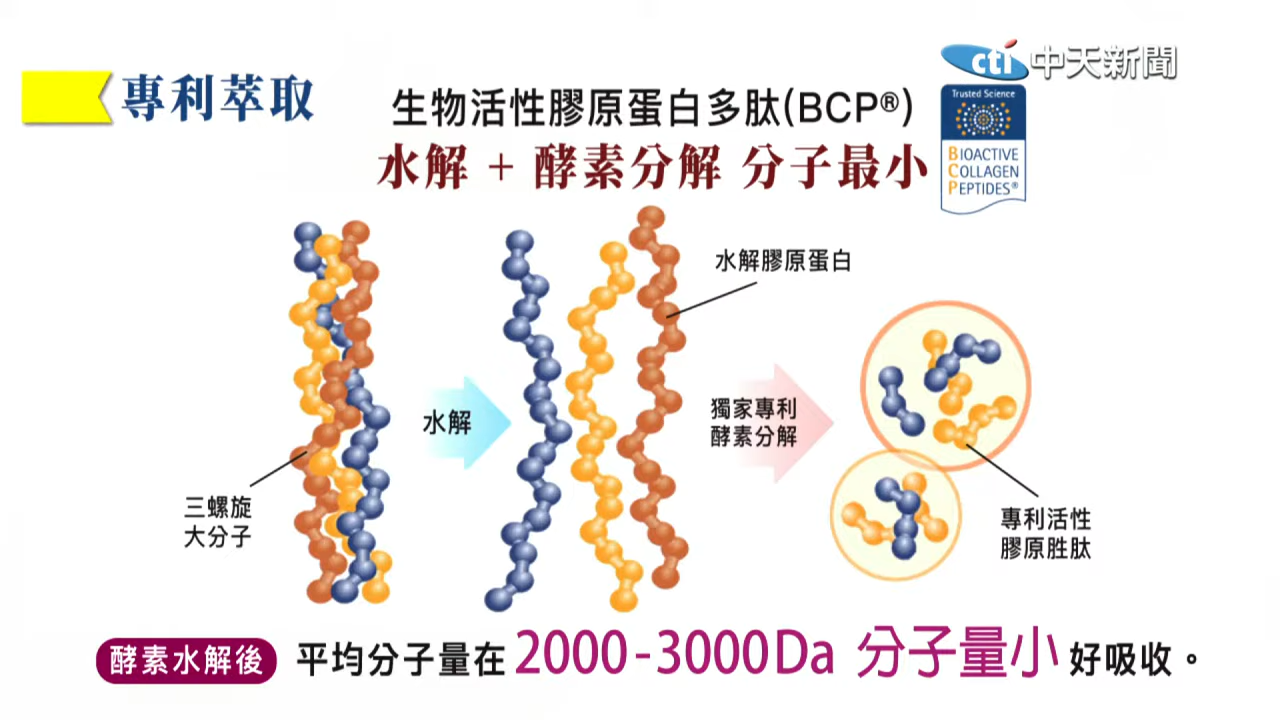 專利萃取
cti 中天新聞
生物活性膠原蛋白多肽(BCP®)
水解 + 酵素分解 分子最小
Trusted Science
BIOACTIVE
COLLAGEN
PEPTIDES®
水解膠原蛋白
水解
獨家專利
酵素分解
三螺旋
大分子
專利活性
膠原胜肽
酵素水解後 平均分子量在 2000-3000Da 分子量小 好吸收。